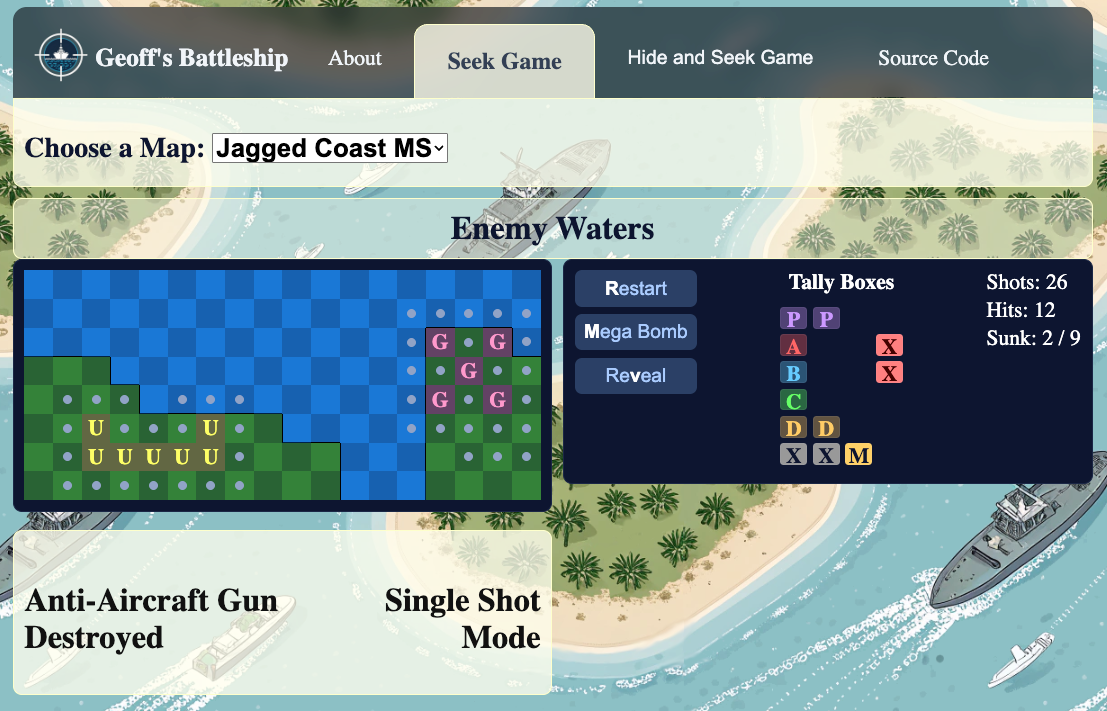 Geoff's Battleship About Seek Game Hide and Seek Game Source Code
Choose a Map: Jagged Coast MS
Enemy Waters
G G
G
G G
U U
U U U U U
Restart
Mega Bomb
Reveal
Tally Boxes
P P
A X
B X
C
D D
X X M
Shots: 26
Hits: 12
Sunk: 2 / 9
Anti-Aircraft Gun
Destroyed
Single Shot
Mode